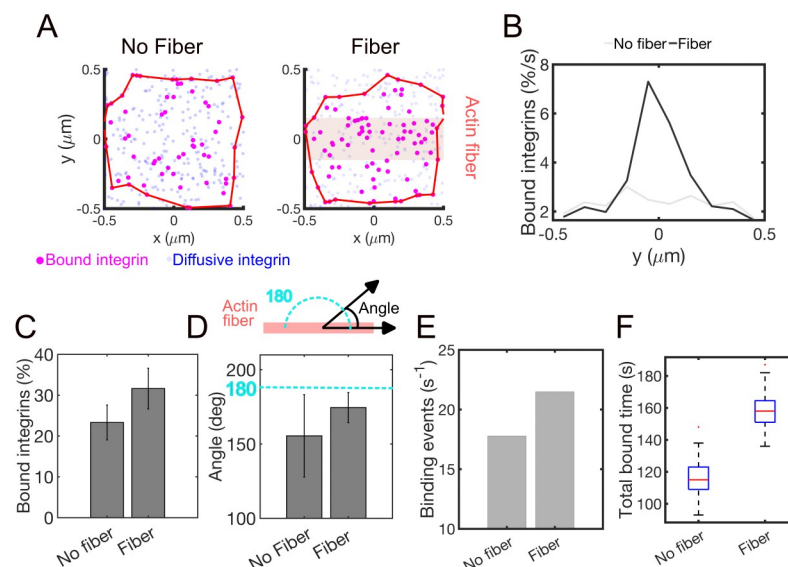 A
No Fiber
Fiber
y (μm)
0.5
0
-0.5
-0.5
0
0.5
x (μm)
0.5
0
-0.5
-0.5
0
0.5
x (μm)
Actin fiber
Bound integrin
Diffusive integrin
B
No fiber
Fiber
Bound integrins (%/s)
8
6
4
2
-0.5
0
0.5
y (μm)
C
Bound integrins (%)
40
30
20
10
0
No fiber
Fiber
D
Actin
fiber
180
Angle
Angle (deg)
200
180
150
100
No Fiber
Fiber
E
Binding events (s⁻¹)
25
20
15
10
No fiber
Fiber
F
Total bound time (s)
180
160
140
120
100
No fiber
Fiber